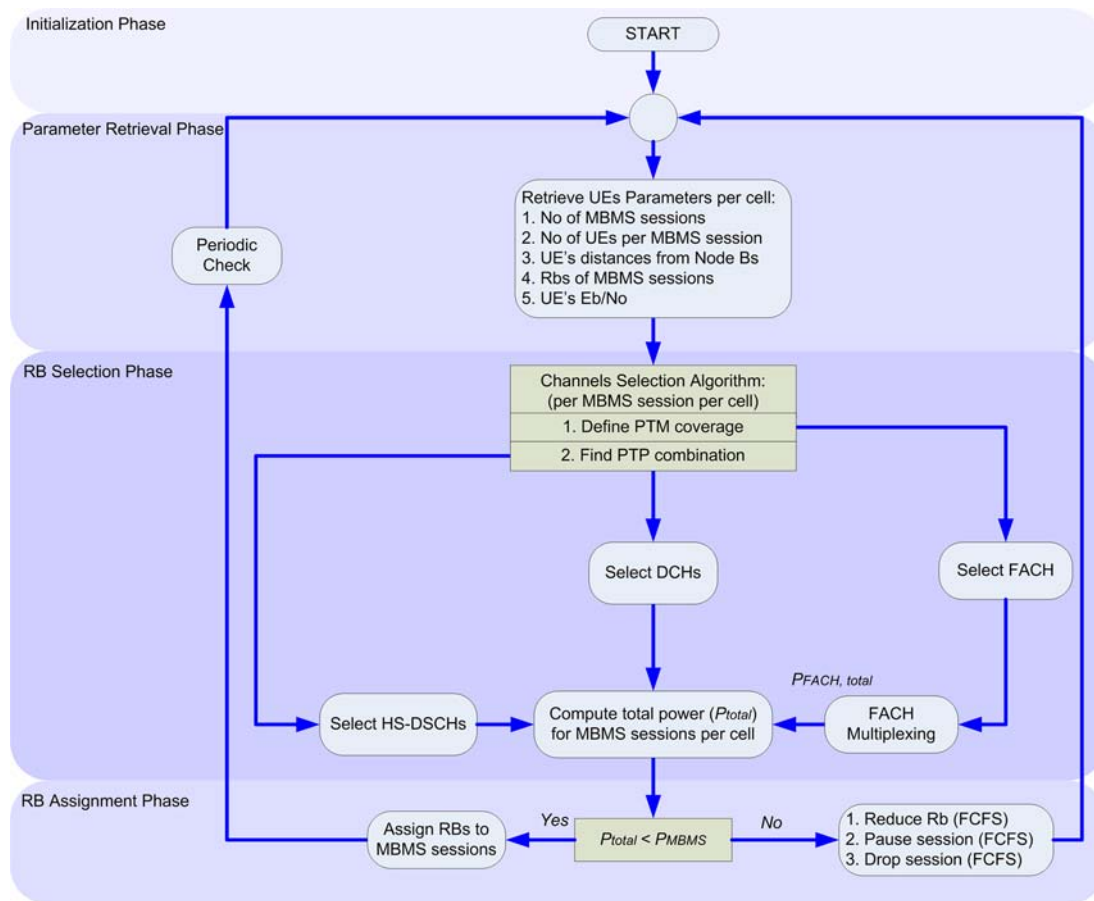 Initialization Phase
START
Parameter Retrieval Phase
Retrieve UEs Parameters per cell:
1. No of MBMS sessions
2. No of UEs per MBMS session
3. UE's distances from Node Bs
4. Rbs of MBMS sessions
5. UE's Eb/No
Periodic
Check
RB Selection Phase
Channels Selection Algorithm:
(per MBMS session per cell)
1. Define PTM coverage
2. Find PTP combination
Select DCHs
Select FACH
PFACH, total
Select HS-DSCHs
Compute total power (Ptotal)
for MBMS sessions per cell
FACH
Multiplexing
RB Assignment Phase
Assign RBs to
MBMS sessions
Yes
Ptotal < PMBMS
No
1. Reduce Rb (FCFS)
2. Pause session (FCFS)
3. Drop session (FCFS)